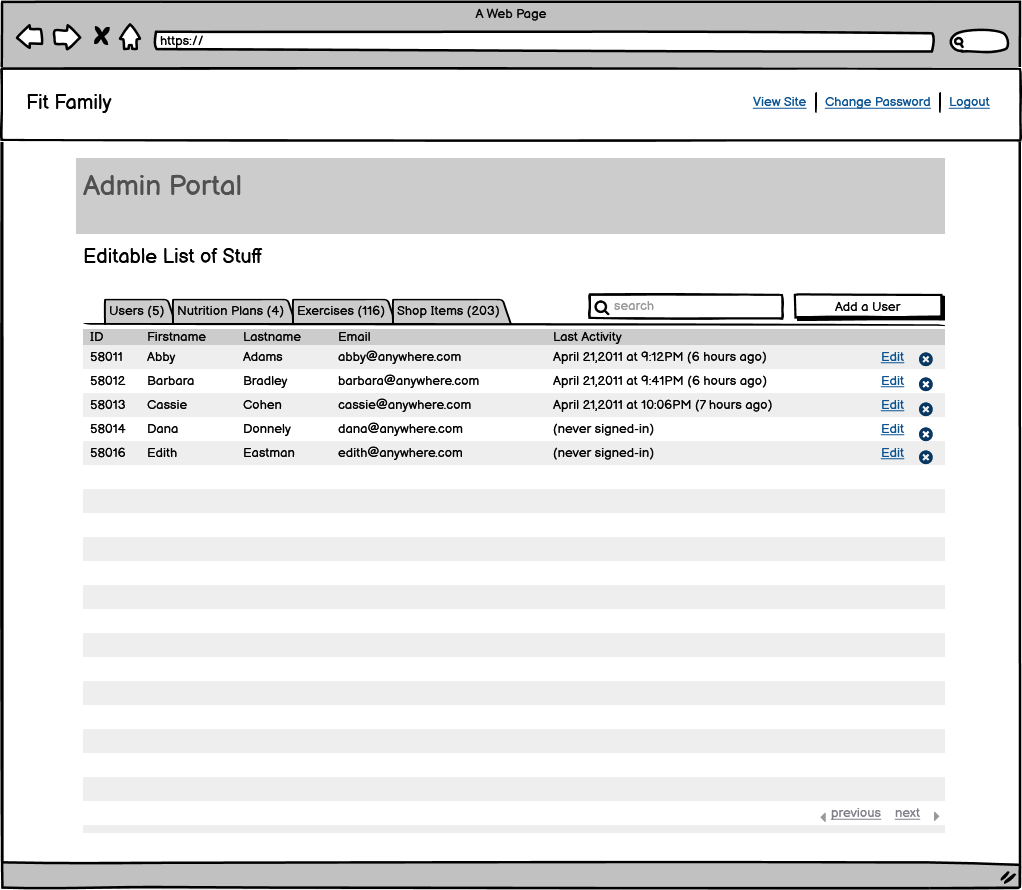 A Web Page
https://
Fit Family
View Site Change Password Logout
Admin Portal
Editable List of Stuff
Users (5) Nutrition Plans (4) Exercises (116) Shop Items (203) search Add a User
ID Firstname Lastname Email Last Activity
58011 Abby Adams abby@anywhere.com April 21,2011 at 9:12PM (6 hours ago) Edit
58012 Barbara Bradley barbara@anywhere.com April 21,2011 at 9:41PM (6 hours ago) Edit
58013 Cassie Cohen cassie@anywhere.com April 21,2011 at 10:06PM (7 hours ago) Edit
58014 Dana Donnely dana@anywhere.com (never signed-in) Edit
58016 Edith Eastman edith@anywhere.com (never signed-in) Edit
previous next